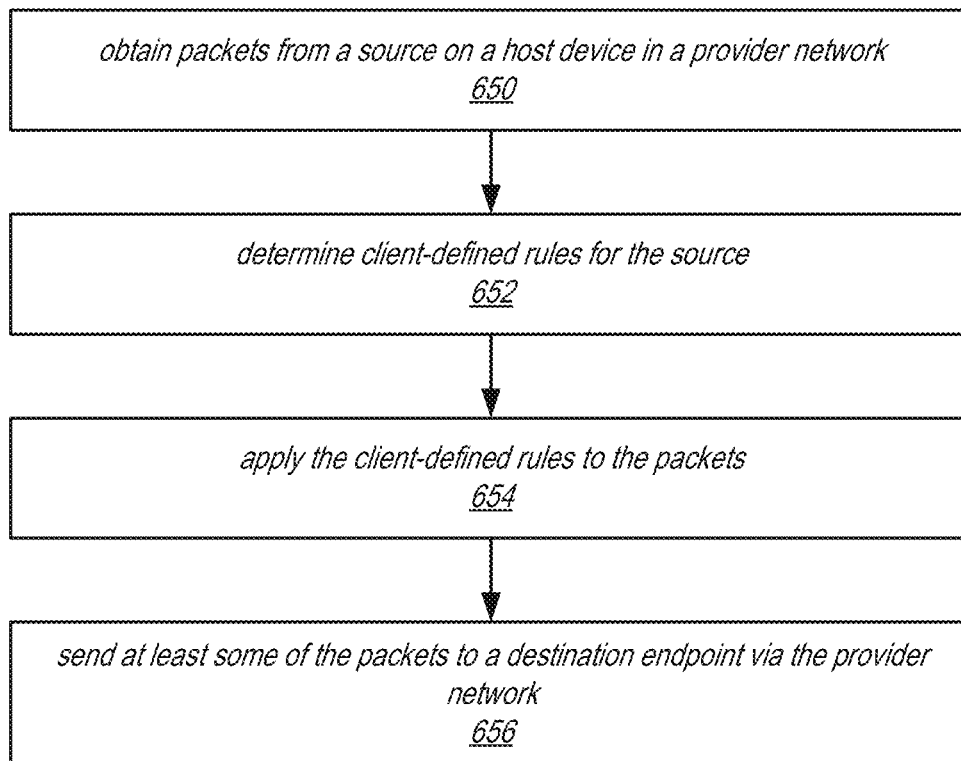 obtain packets from a source on a host device in a provider network
650
determine client-defined rules for the source
652
apply the client-defined rules to the packets
654
send at least some of the packets to a destination endpoint via the provider
network
656